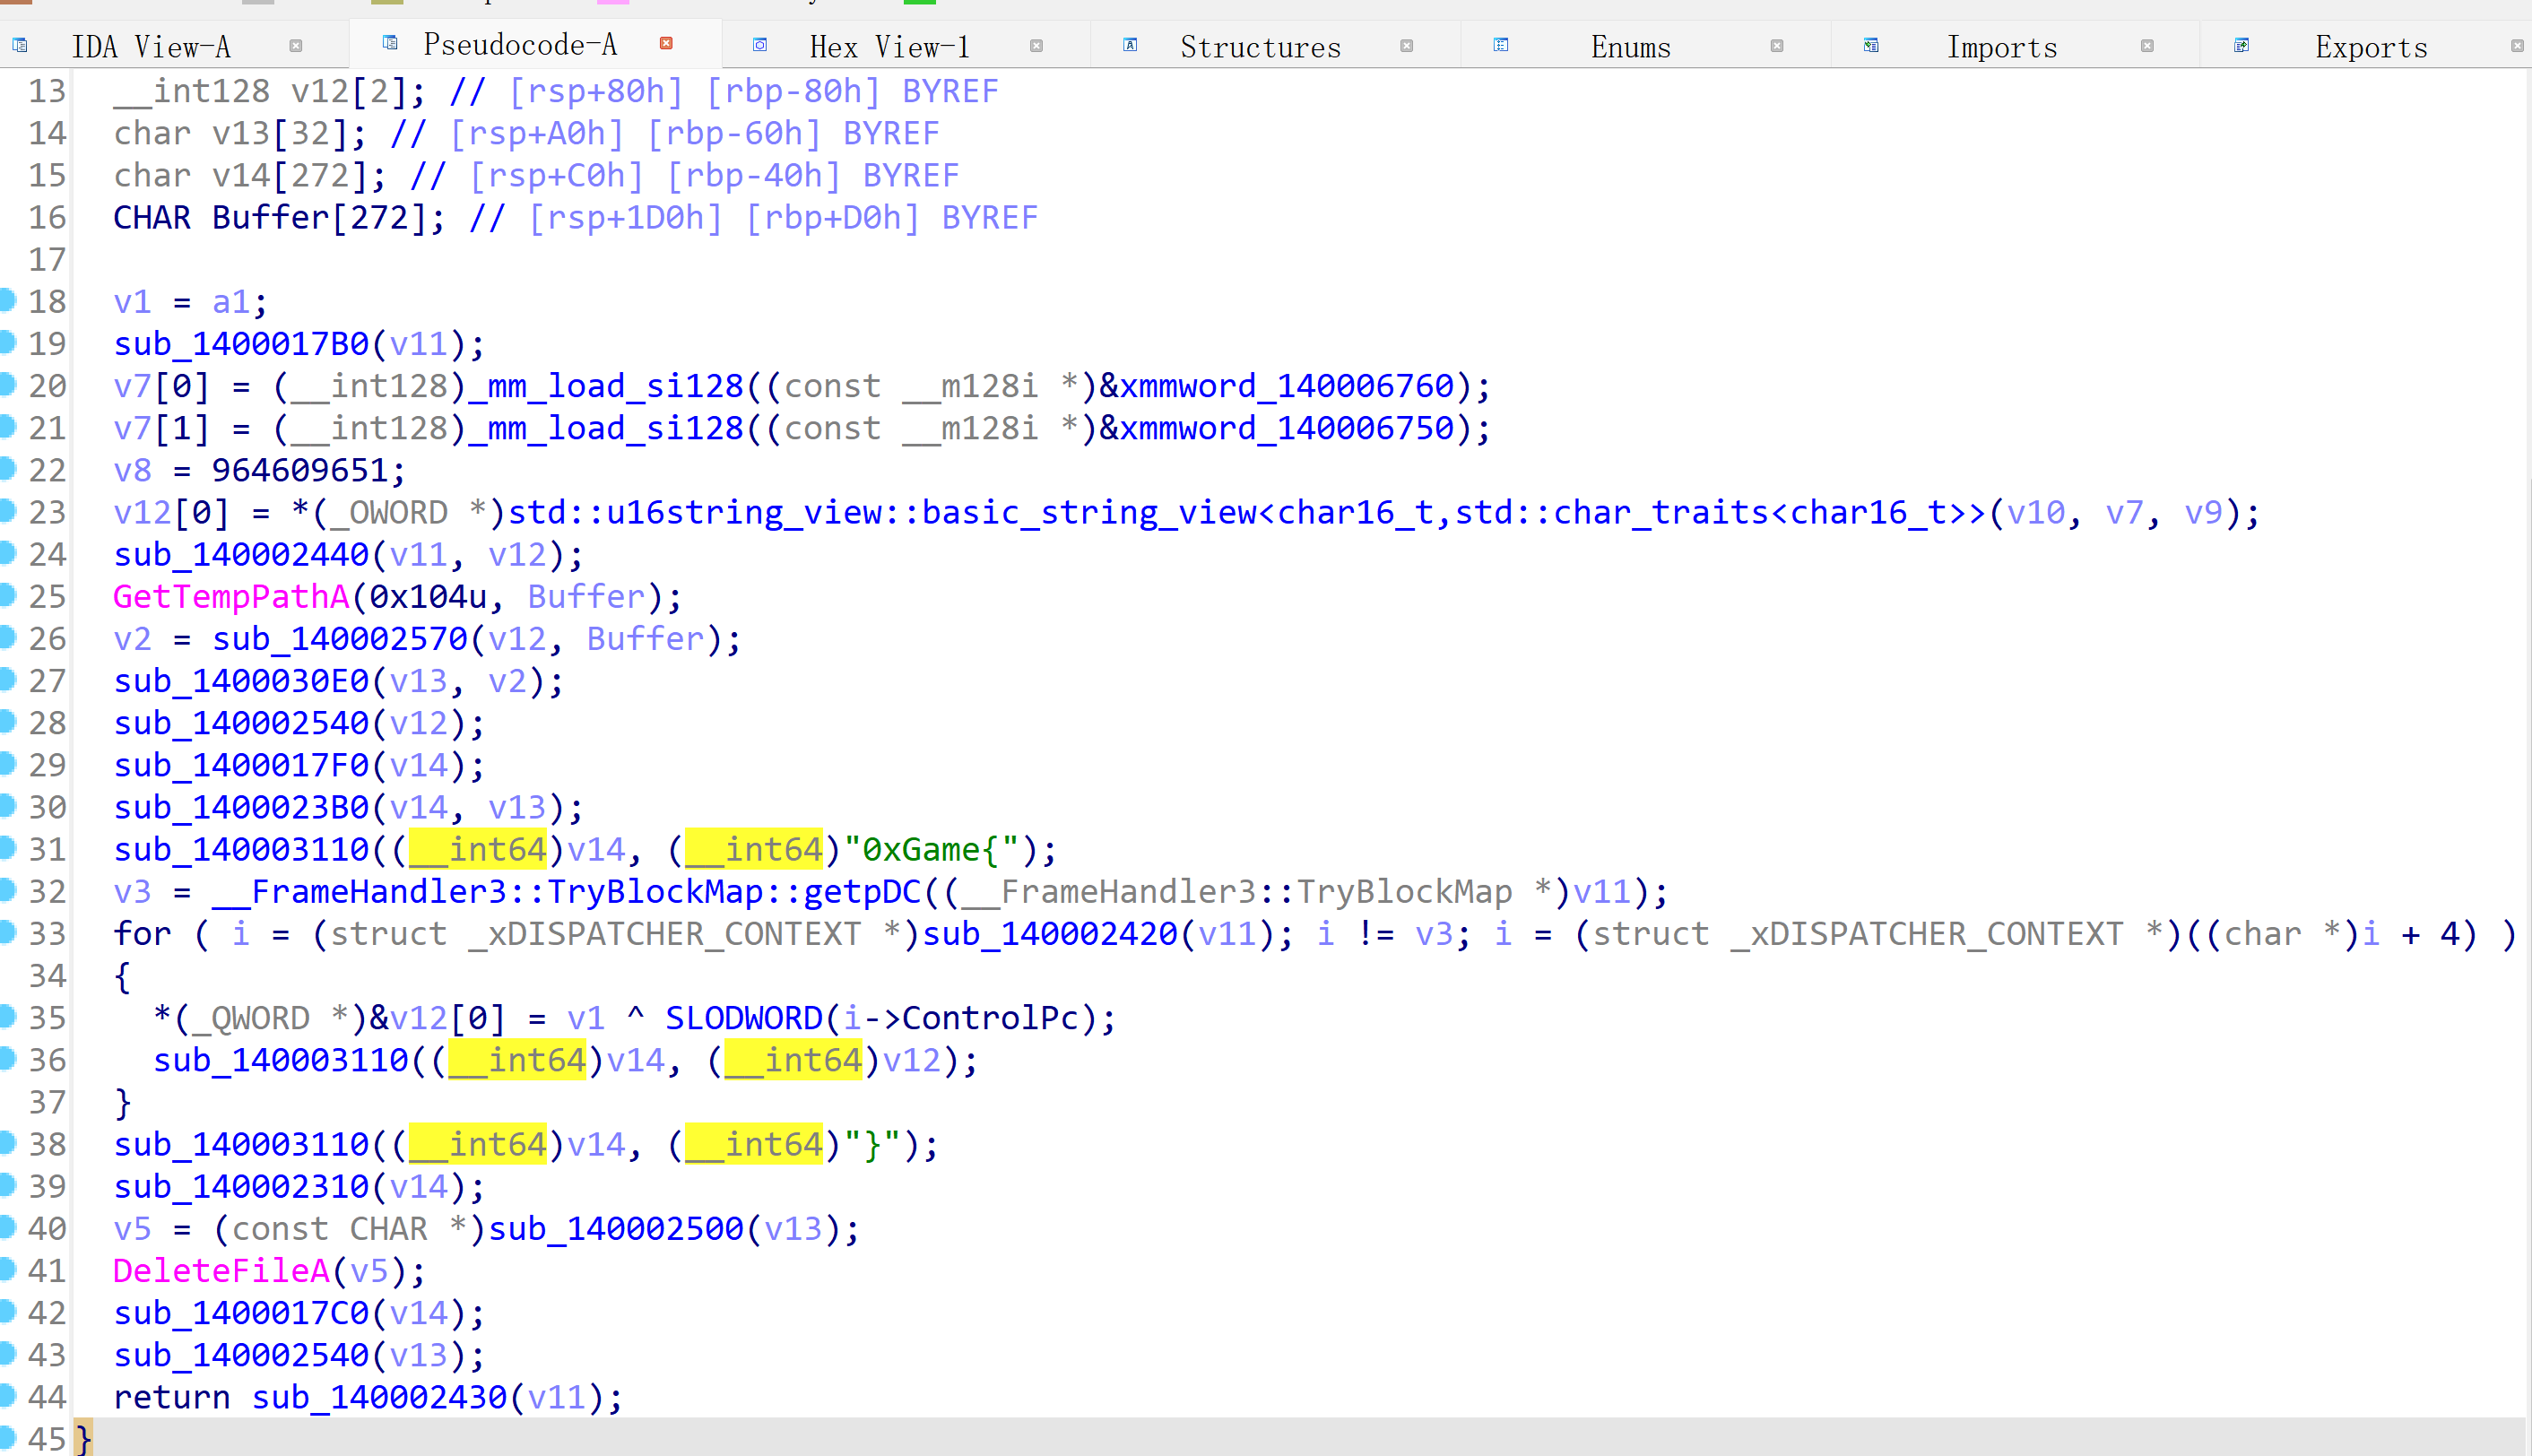 IDA View-A Pseudocode-A Hex View-1 Structures Enums Imports Exports
13 __int128 v12[2]; // [rsp+80h] [rbp-80h] BYREF
14 char v13[32]; // [rsp+A0h] [rbp-60h] BYREF
15 char v14[272]; // [rsp+C0h] [rbp-40h] BYREF
16 CHAR Buffer[272]; // [rsp+1D0h] [rbp+D0h] BYREF
17
18 v1 = a1;
19 sub_1400017B0(v11);
20 v7[0] = (__int128)_mm_load_si128((const __m128i *)&xmmword_140006760);
21 v7[1] = (__int128)_mm_load_si128((const __m128i *)&xmmword_140006750);
22 v8 = 964609651;
23 v12[0] = *(_OWORD *)std::u16string_view::basic_string_view<char16_t,std::char_traits<char16_t>>(v10, v7, v9);
24 sub_140002440(v11, v12);
25 GetTempPathA(0x104u, Buffer);
26 v2 = sub_140002570(v12, Buffer);
27 sub_1400030E0(v13, v2);
28 sub_140002540(v12);
29 sub_1400017F0(v14);
30 sub_1400023B0(v14, v13);
31 sub_140003110((__int64)v14, (__int64)"0xGame{");
32 v3 = __FrameHandler3::TryBlockMap::getpDC((__FrameHandler3::TryBlockMap *)v11);
33 for ( i = (struct _xDISPATCHER_CONTEXT *)sub_140002420(v11); i != v3; i = (struct _xDISPATCHER_CONTEXT *)((char *)i + 4) )
34 {
35 *(_QWORD *)&v12[0] = v1 ^ SLODWORD(i->ControlPc);
36 sub_140003110((__int64)v14, (__int64)v12);
37 }
38 sub_140003110((__int64)v14, (__int64)"}");
39 sub_140002310(v14);
40 v5 = (const CHAR *)sub_140002500(v13);
41 DeleteFileA(v5);
42 sub_1400017C0(v14);
43 sub_140002540(v13);
44 return sub_140002430(v11);
45 }